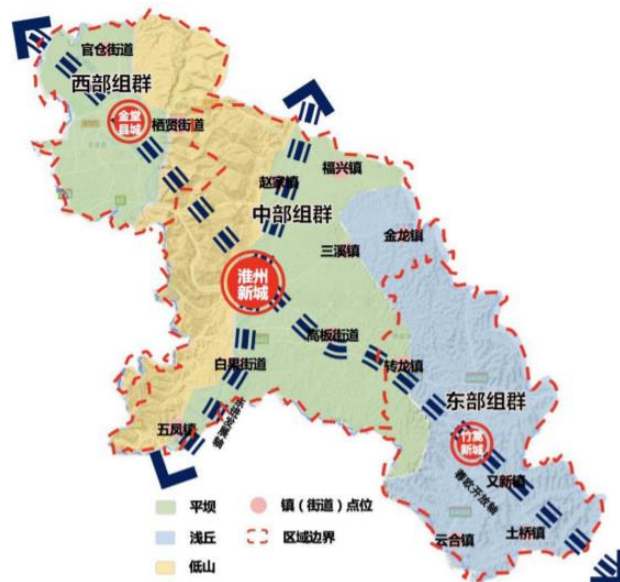 官仓街道
西部组群
金堂
县城
栖贤街道
赵家镇
福兴镇
中部组群
金龙镇
三溪镇
淮州
新城
高板街道
白果街道
转龙镇
东部组群
五凤镇
竹篙
新城
又新镇
云合镇
土桥镇
平坝
镇（街道）点位
浅丘
区域边界
低山